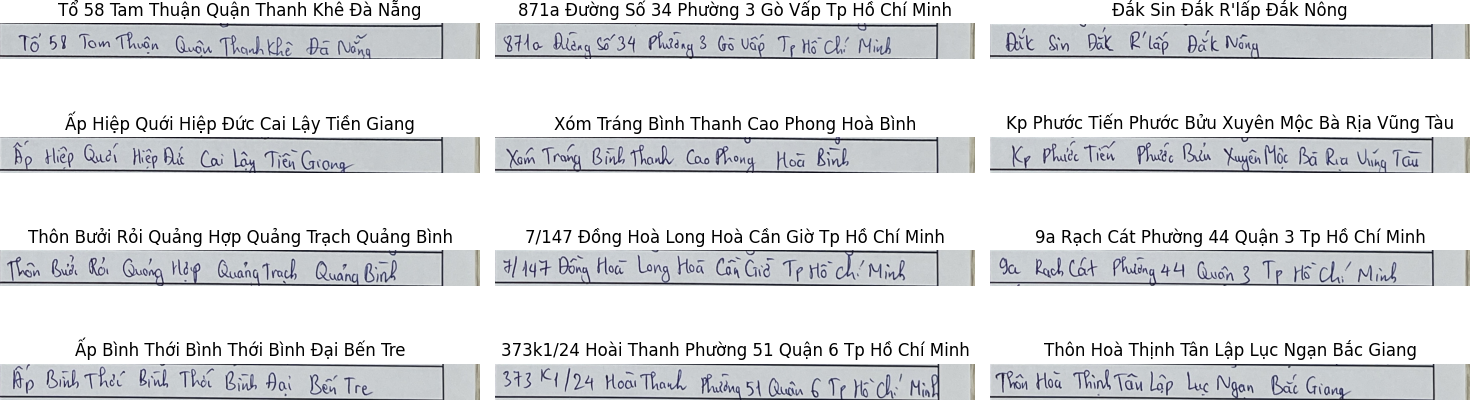 Tổ 58 Tam Thuận Quận Thanh Khê Đà Nẵng
871a Đường Số 34 Phường 3 Gò Vấp Tp Hồ Chí Minh
Đắk Sin Đắk R'lấp Đắk Nông
Tổ 58 Tam Thuận Quận Thanh Khê Đà Nẵng
871a Đường Số 34 Phường 3 Gò Vấp Tp Hồ Chí Minh
Đắk Sin Đắk R'lấp Đắk Nông
Ấp Hiệp Quới Hiệp Đức Cai Lậy Tiền Giang
Xóm Tráng Bình Thanh Cao Phong Hoà Bình
Kp Phước Tiến Phước Bửu Xuyên Mộc Bà Rịa Vũng Tàu
Ấp Hiệp Quới Hiệp Đức Cai Lậy Tiền Giang
Xóm Tráng Bình Thanh Cao Phong Hoà Bình
Kp Phước Tiến Phước Bửu Xuyên Mộc Bà Rịa Vũng Tàu
Thôn Bưởi Rỏi Quảng Hợp Quảng Trạch Quảng Bình
7/147 Đồng Hoà Long Hoà Cần Giờ Tp Hồ Chí Minh
9a Rạch Cát Phường 44 Quận 3 Tp Hồ Chí Minh
Thôn Bưởi Rỏi Quảng Hợp Quảng Trạch Quảng Bình
7/147 Đồng Hoà Long Hoà Cần Giờ Tp Hồ Chí Minh
9a Rạch Cát Phường 44 Quận 3 Tp Hồ Chí Minh
Ấp Bình Thới Bình Thới Bình Đại Bến Tre
373k1/24 Hoài Thanh Phường 51 Quận 6 Tp Hồ Chí Minh
Thôn Hoà Thịnh Tân Lập Lục Ngạn Bắc Giang
Ấp Bình Thới Bình Thới Bình Đại Bến Tre
373 K1/24 Hoài Thanh Phường 51 Quận 6 Tp Hồ Chí Minh
Thôn Hoà Thịnh Tân Lập Lục Ngạn Bắc Giang